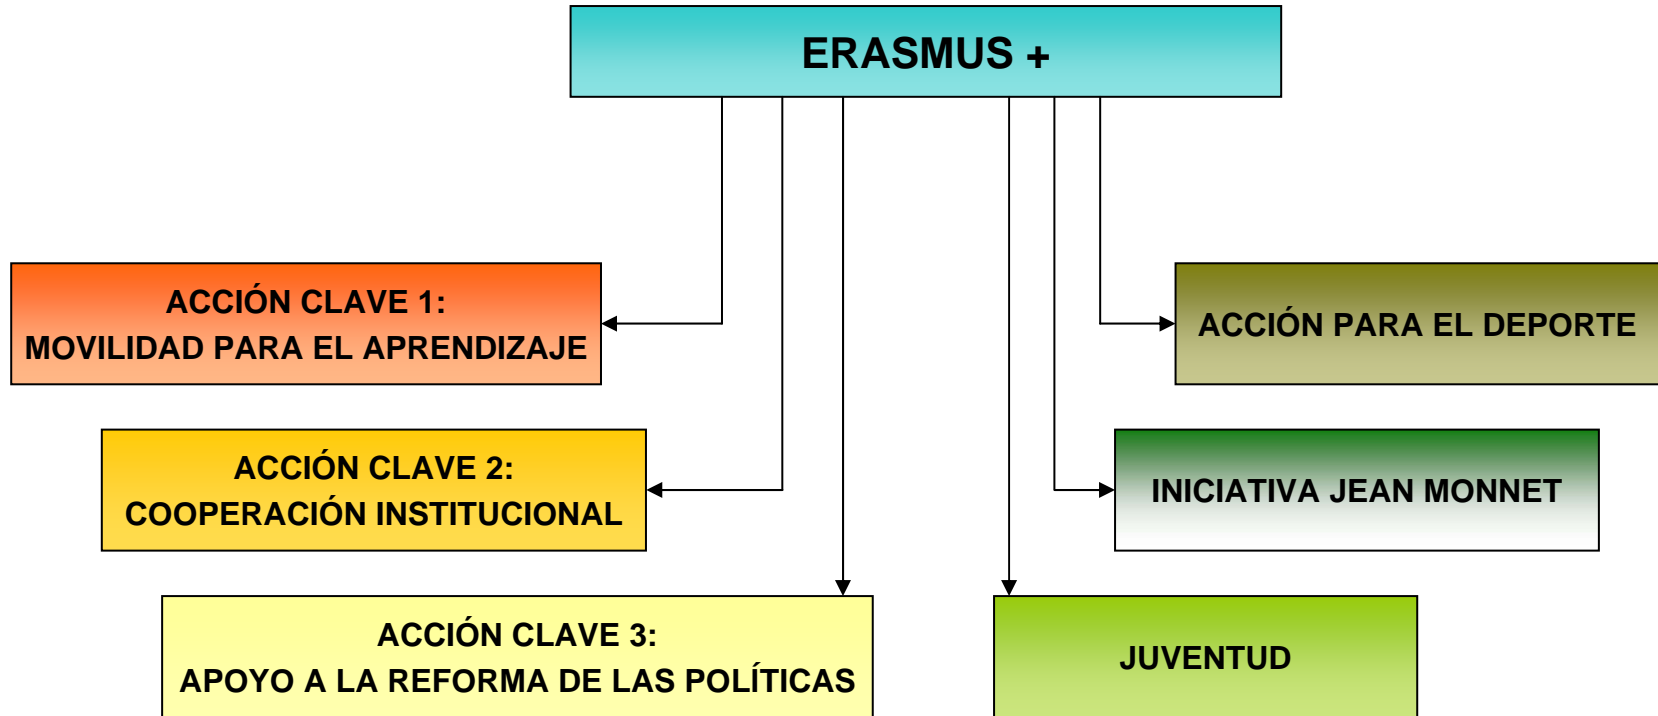 ERASMUS +
ACCIÓN CLAVE 1:
MOVILIDAD PARA EL APRENDIZAJE
ACCIÓN PARA EL DEPORTE
ACCIÓN CLAVE 2:
COOPERACIÓN INSTITUCIONAL
INICIATIVA JEAN MONNET
ACCIÓN CLAVE 3:
APOYO A LA REFORMA DE LAS POLÍTICAS
JUVENTUD